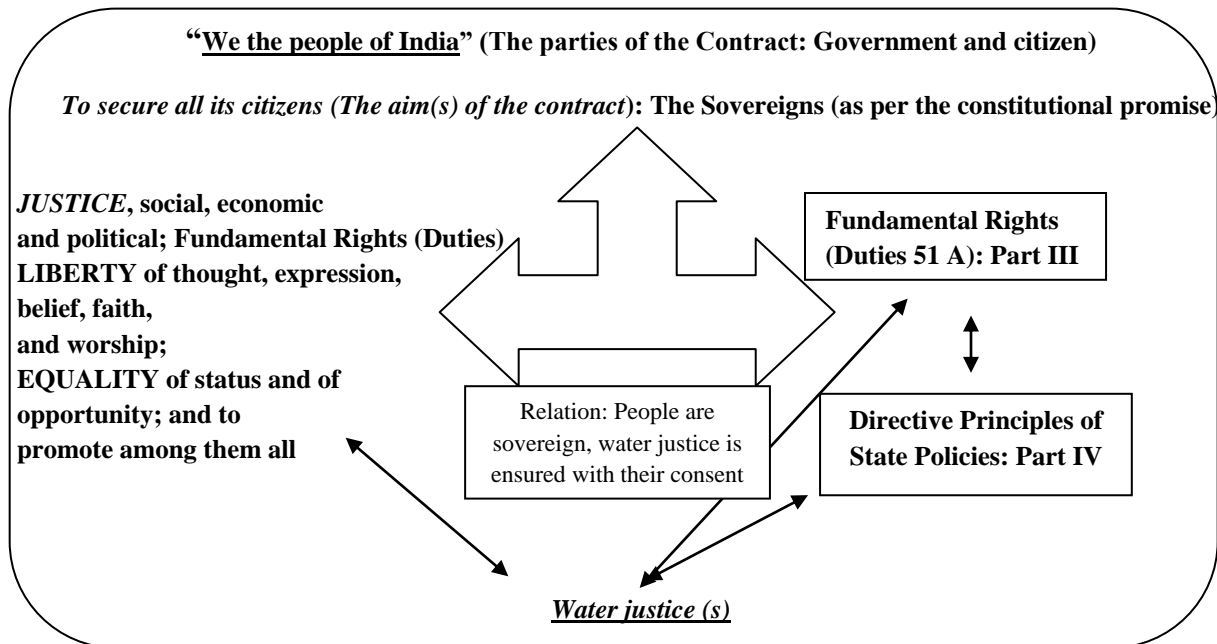 “We the people of India” (The parties of the Contract: Government and citizen)
To secure all its citizens (The aim(s) of the contract): The Sovereigns (as per the constitutional promise)
JUSTICE, social, economic
and political; Fundamental Rights (Duties)
LIBERTY of thought, expression,
belief, faith,
and worship;
EQUALITY of status and of
opportunity; and to
promote among them all
Fundamental Rights
(Duties 51 A): Part III
Relation: People are
sovereign, water justice is
ensured with their consent
Directive Principles of
State Policies: Part IV
Water justice (s)